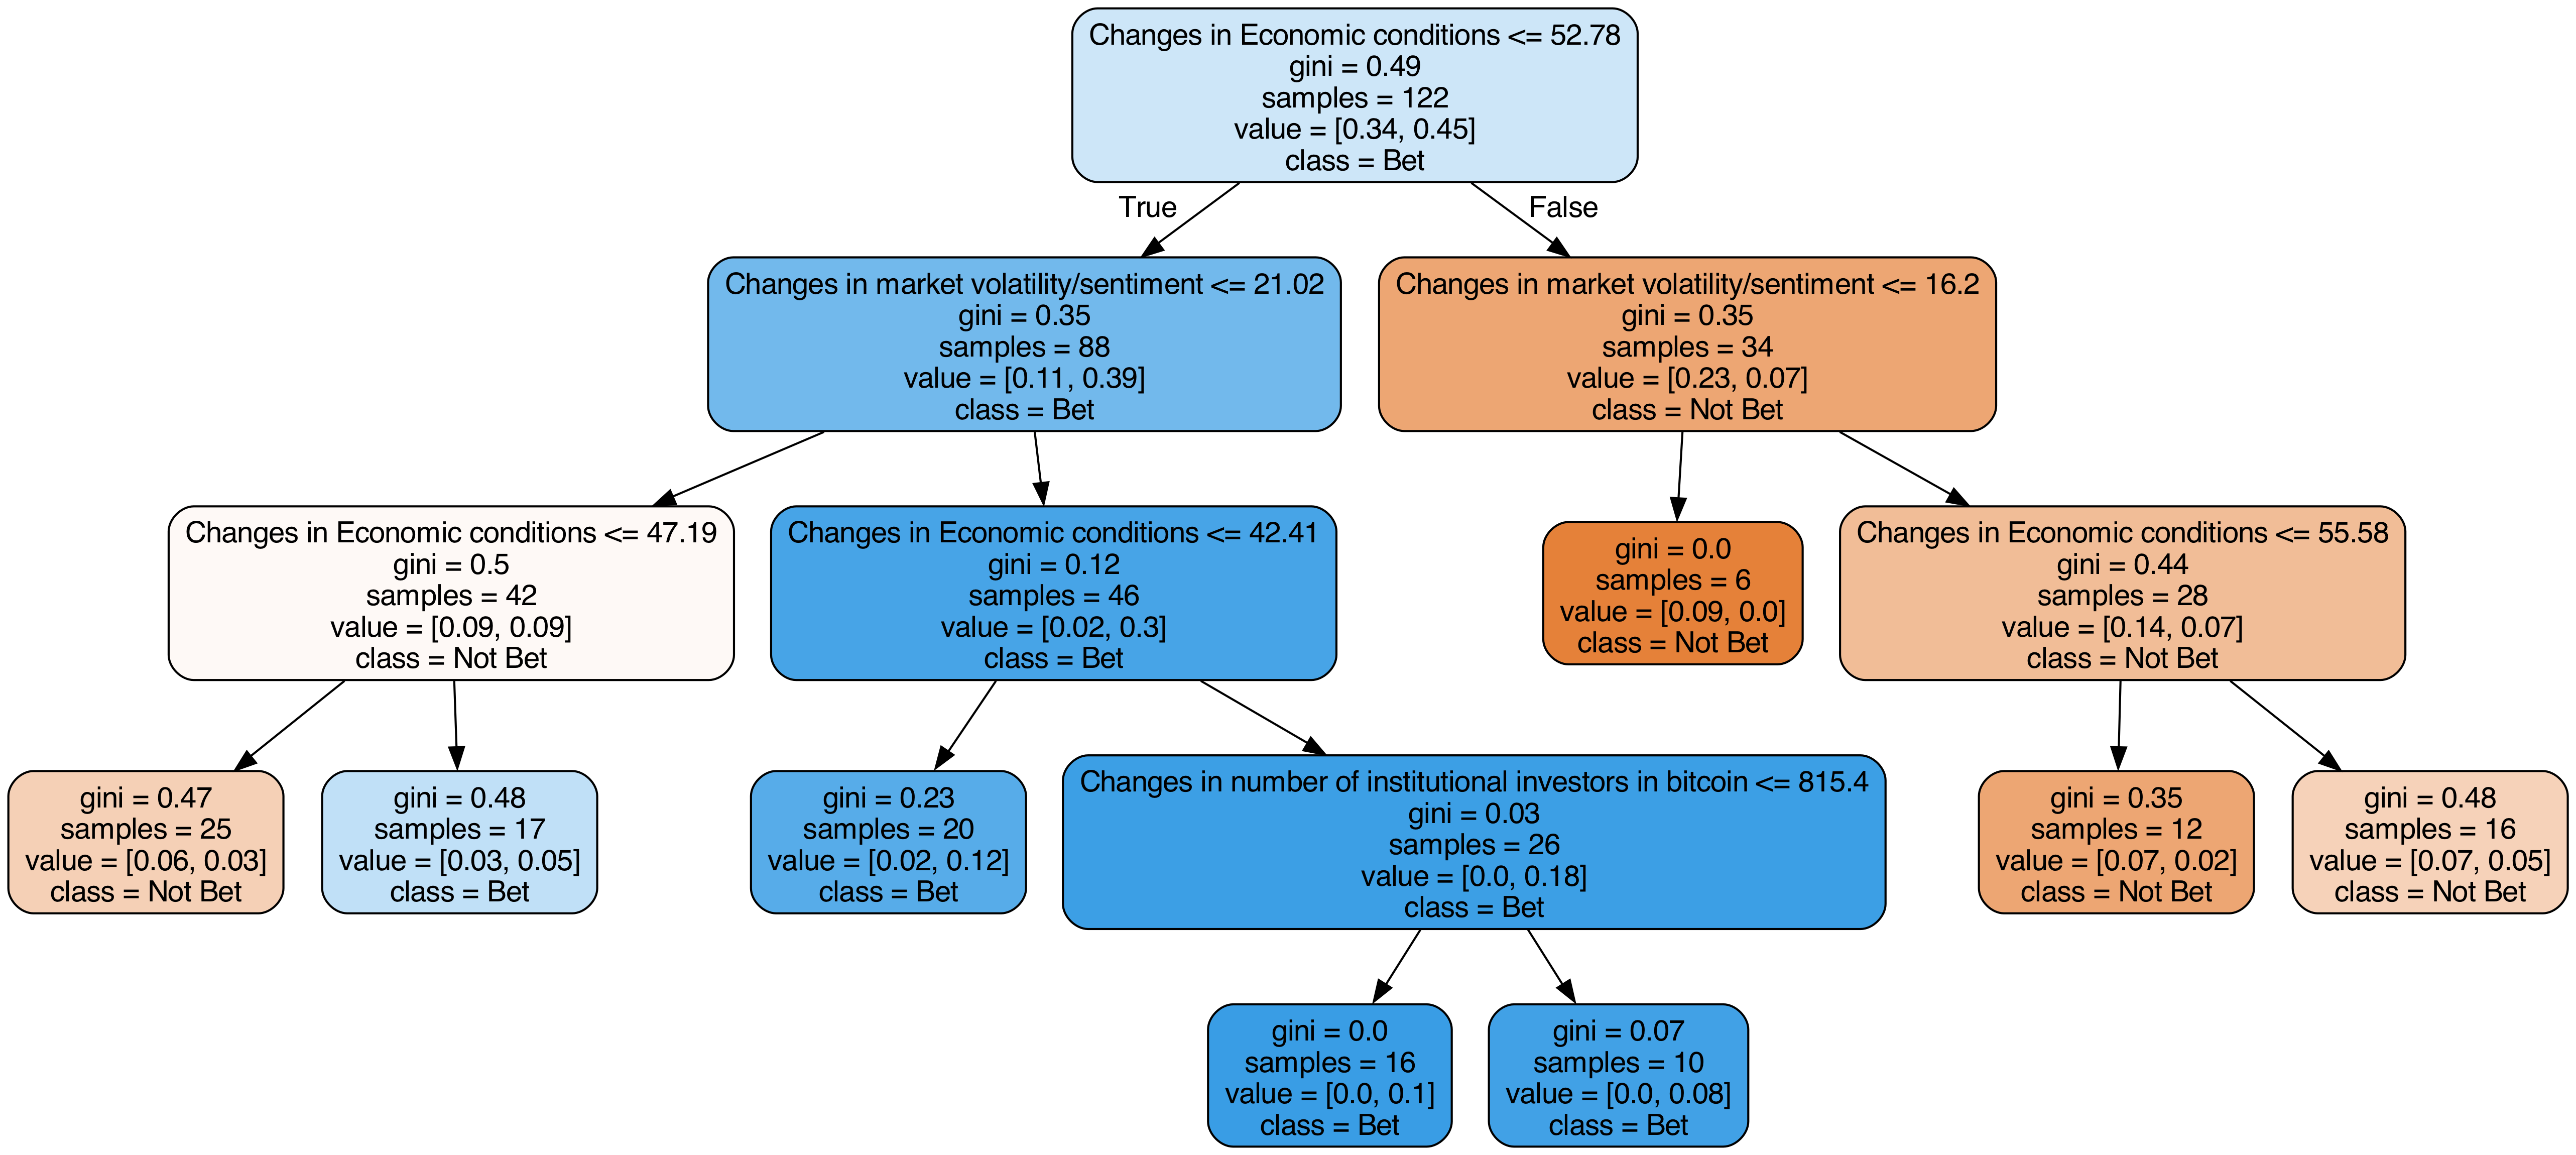 Changes in Economic conditions <= 52.78
gini = 0.49
samples = 122
value = [0.34, 0.45]
class = Bet
True
False
Changes in market volatility/sentiment <= 21.02
gini = 0.35
samples = 88
value = [0.11, 0.39]
class = Bet
Changes in market volatility/sentiment <= 16.2
gini = 0.35
samples = 34
value = [0.23, 0.07]
class = Not Bet
Changes in Economic conditions <= 47.19
gini = 0.5
samples = 42
value = [0.09, 0.09]
class = Not Bet
Changes in Economic conditions <= 42.41
gini = 0.12
samples = 46
value = [0.02, 0.3]
class = Bet
gini = 0.0
samples = 6
value = [0.09, 0.0]
class = Not Bet
Changes in Economic conditions <= 55.58
gini = 0.44
samples = 28
value = [0.14, 0.07]
class = Not Bet
gini = 0.47
samples = 25
value = [0.06, 0.03]
class = Not Bet
gini = 0.48
samples = 17
value = [0.03, 0.05]
class = Bet
gini = 0.23
samples = 20
value = [0.02, 0.12]
class = Bet
Changes in number of institutional investors in bitcoin <= 815.4
gini = 0.03
samples = 26
value = [0.0, 0.18]
class = Bet
gini = 0.35
samples = 12
value = [0.07, 0.02]
class = Not Bet
gini = 0.48
samples = 16
value = [0.07, 0.05]
class = Not Bet
gini = 0.0
samples = 16
value = [0.0, 0.1]
class = Bet
gini = 0.07
samples = 10
value = [0.0, 0.08]
class = Bet